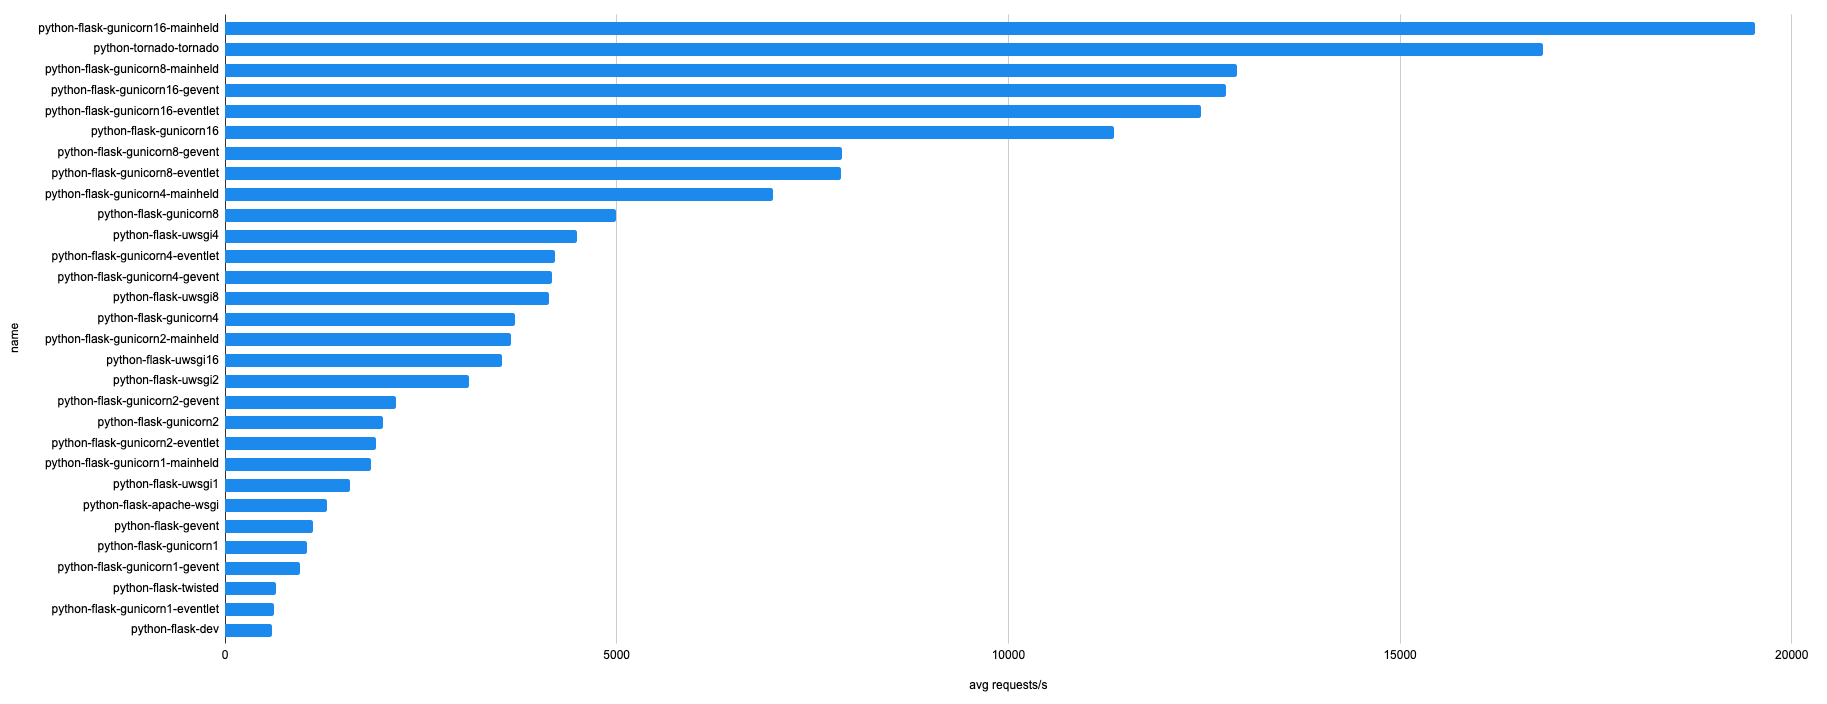 python-flask-gunicorn16-mainheld
python-tornado-tornado
python-flask-gunicorn8-mainheld
python-flask-gunicorn16-gevent
python-flask-gunicorn16-eventlet
python-flask-gunicorn16
python-flask-gunicorn8-gevent
python-flask-gunicorn8-eventlet
python-flask-gunicorn4-mainheld
python-flask-gunicorn8
python-flask-uwsgi4
python-flask-gunicorn4-eventlet
python-flask-gunicorn4-gevent
python-flask-uwsgi8
python-flask-gunicorn4
python-flask-gunicorn2-mainheld
python-flask-uwsgi16
python-flask-uwsgi2
python-flask-gunicorn2-gevent
python-flask-gunicorn2
python-flask-gunicorn2-eventlet
python-flask-gunicorn1-mainheld
python-flask-uwsgi1
python-flask-apache-wsgi
python-flask-gevent
python-flask-gunicorn1
python-flask-gunicorn1-gevent
python-flask-twisted
python-flask-gunicorn1-eventlet
python-flask-dev
name
0 5000 10000 15000 20000
avg requests/s